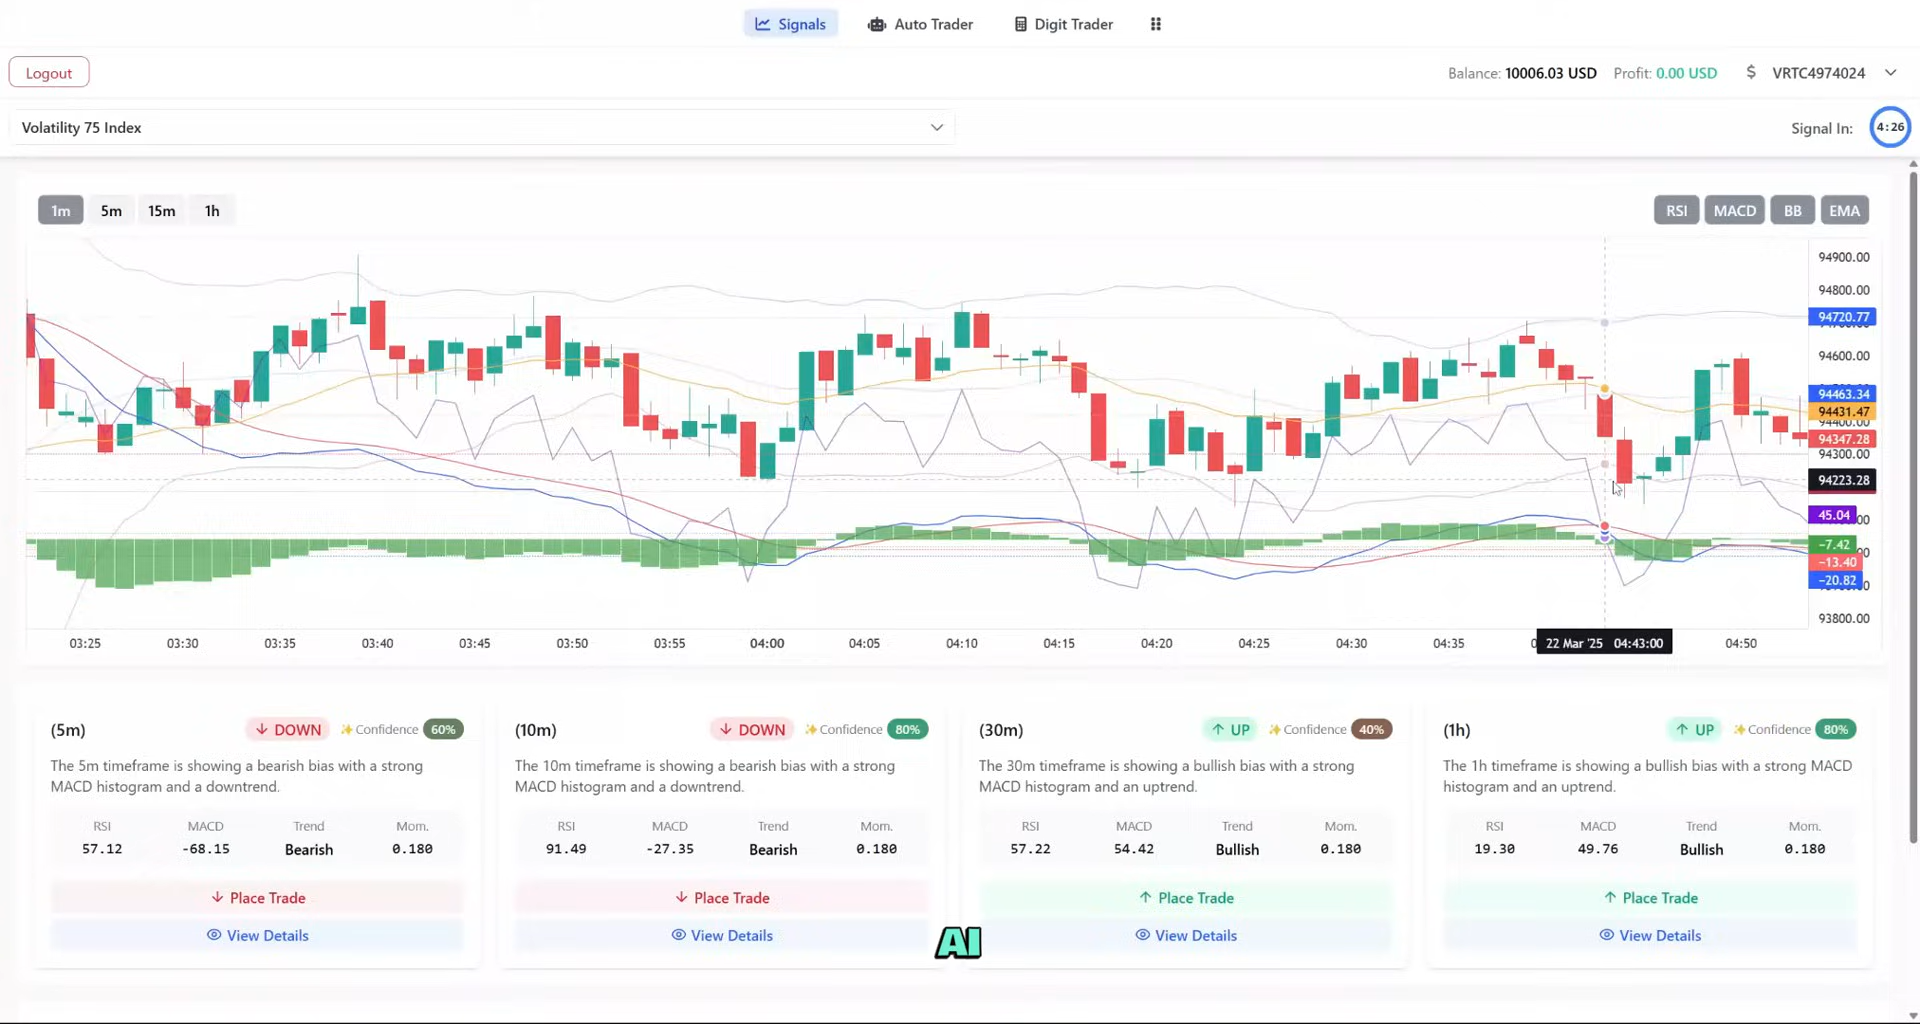 Signals
Auto Trader
Digit Trader
Logout
Balance: 10006.03 USD
Profit: 0.00 USD
$ VRTC4974024
Volatility 75 Index
Signal In: 4:26
1m 5m 15m 1h
RSI MACD BB EMA
94900.00
94800.00
94720.77
94600.00
94463.34
94431.47
94400.00
94347.28
94300.00
94223.28
45.04
-7.42
-13.40
-20.82
93800.00
03:25 03:30 03:35 03:40 03:45 03:50 03:55 04:00 04:05 04:10 04:15 04:20 04:25 04:30 04:35 22 Mar '25 04:43:00 04:50
(5m) ↓ DOWN ✨Confidence 60%
The 5m timeframe is showing a bearish bias with a strong
MACD histogram and a downtrend.
RSI MACD Trend Mom.
57.12 -68.15 Bearish 0.180
↓ Place Trade
View Details
(10m) ↓ DOWN ✨Confidence 80%
The 10m timeframe is showing a bearish bias with a strong
MACD histogram and a downtrend.
RSI MACD Trend Mom.
91.49 -27.35 Bearish 0.180
↓ Place Trade
View Details
(30m) ↑ UP ✨Confidence 40%
The 30m timeframe is showing a bullish bias with a strong
MACD histogram and an uptrend.
RSI MACD Trend Mom.
57.22 54.42 Bullish 0.180
↑ Place Trade
View Details
(1h) ↑ UP ✨Confidence 80%
The 1h timeframe is showing a bullish bias with a strong MACD
histogram and an uptrend.
RSI MACD Trend Mom.
19.30 49.76 Bullish 0.180
↑ Place Trade
View Details
AI